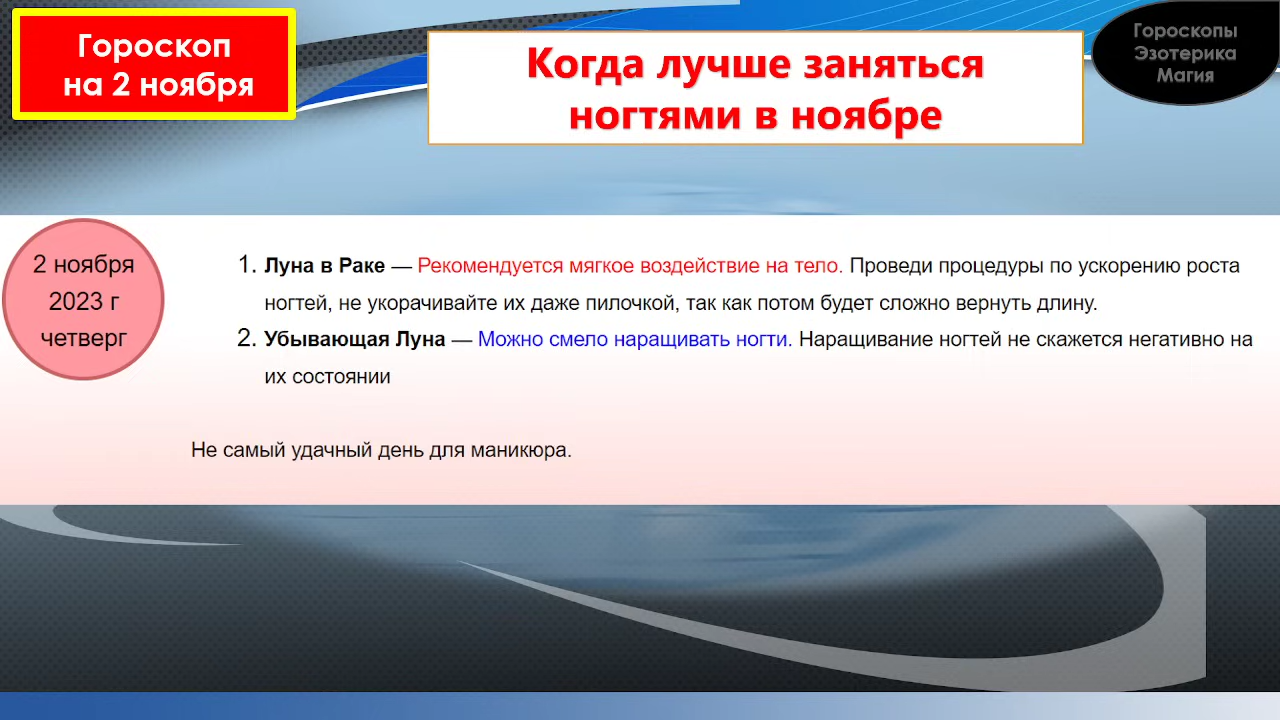 Гороскоп
на 2 ноября
Когда лучше заняться
ногтями в ноябре
Гороскопы
Эзотерика
Магия
2 ноября
2023 г
четверг
1. Луна в Раке — Рекомендуется мягкое воздействие на тело. Проведи процедуры по ускорению роста
ногтей, не укорачивайте их даже пилочкой, так как потом будет сложно вернуть длину.
2. Убывающая Луна — Можно смело наращивать ногти. Наращивание ногтей не скажется негативно на
их состоянии
Не самый удачный день для маникюра.